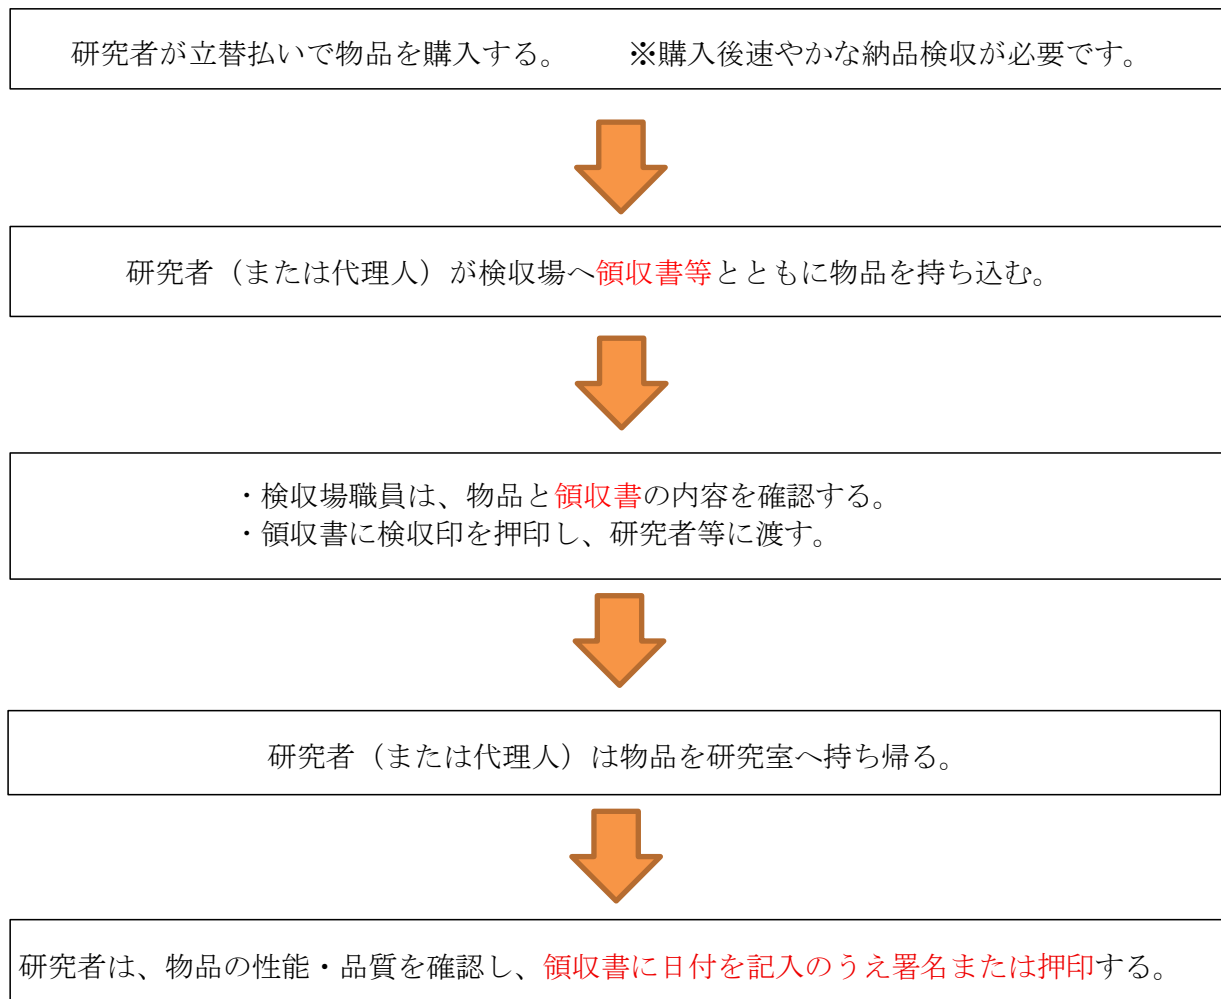 研究者が立替払いで物品を購入する。　　※購入後速やかな納品検収が必要です。
研究者（または代理人）が検収場へ領収書等とともに物品を持ち込む。
・検収場職員は、物品と領収書の内容を確認する。
・領収書に検収印を押印し、研究者等に渡す。
研究者（または代理人）は物品を研究室へ持ち帰る。
研究者は、物品の性能・品質を確認し、領収書に日付を記入のうえ署名または押印する。